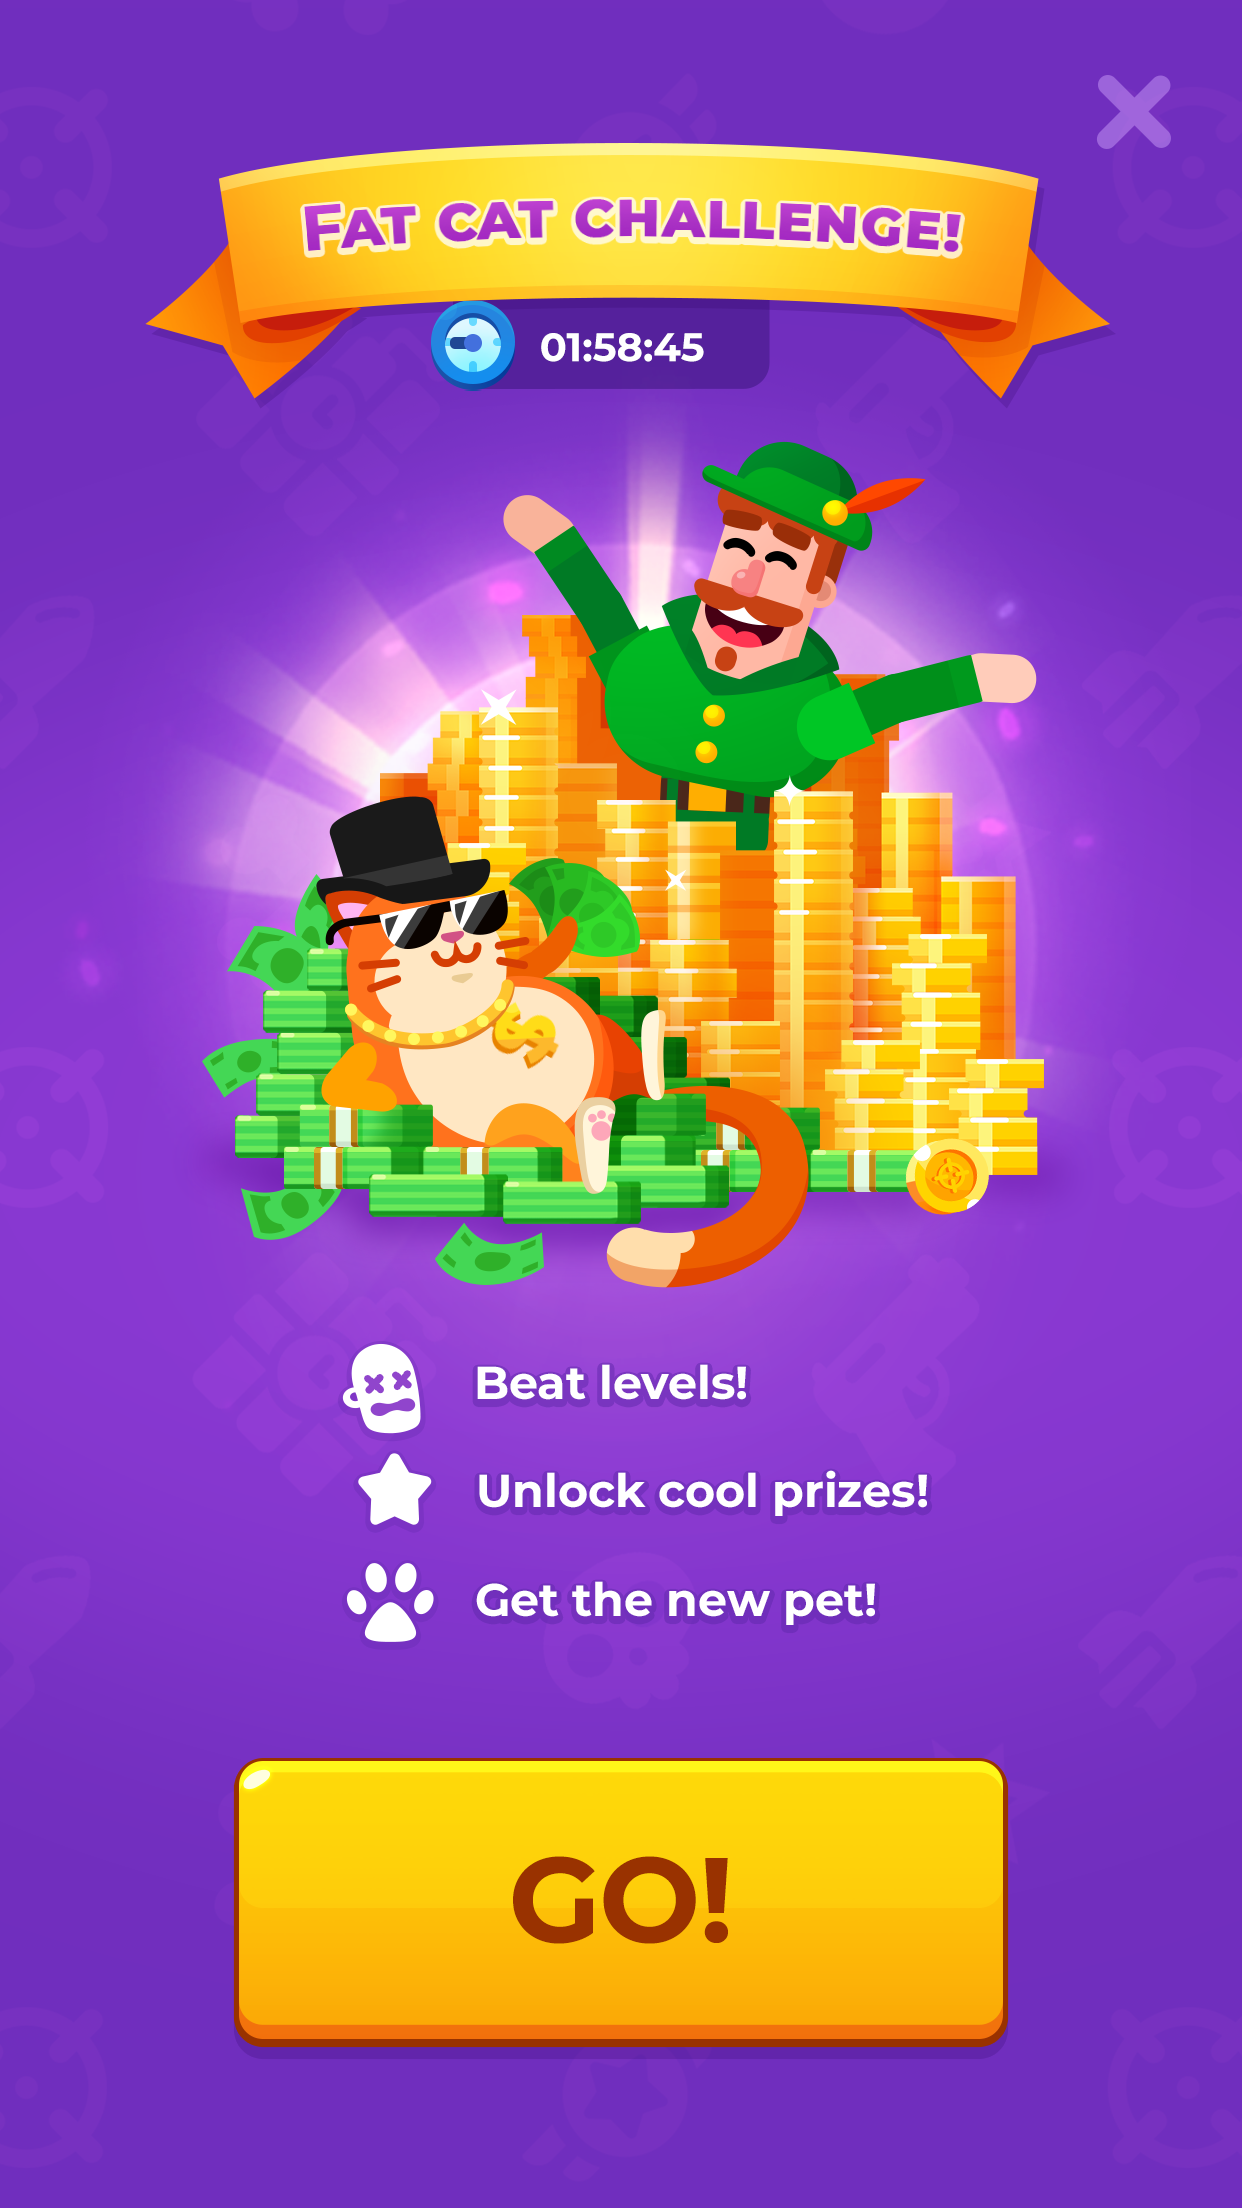 FAT CAT CHALLENGE!
01:58:45
$
Beat levels!
Unlock cool prizes!
Get the new pet!
GO!